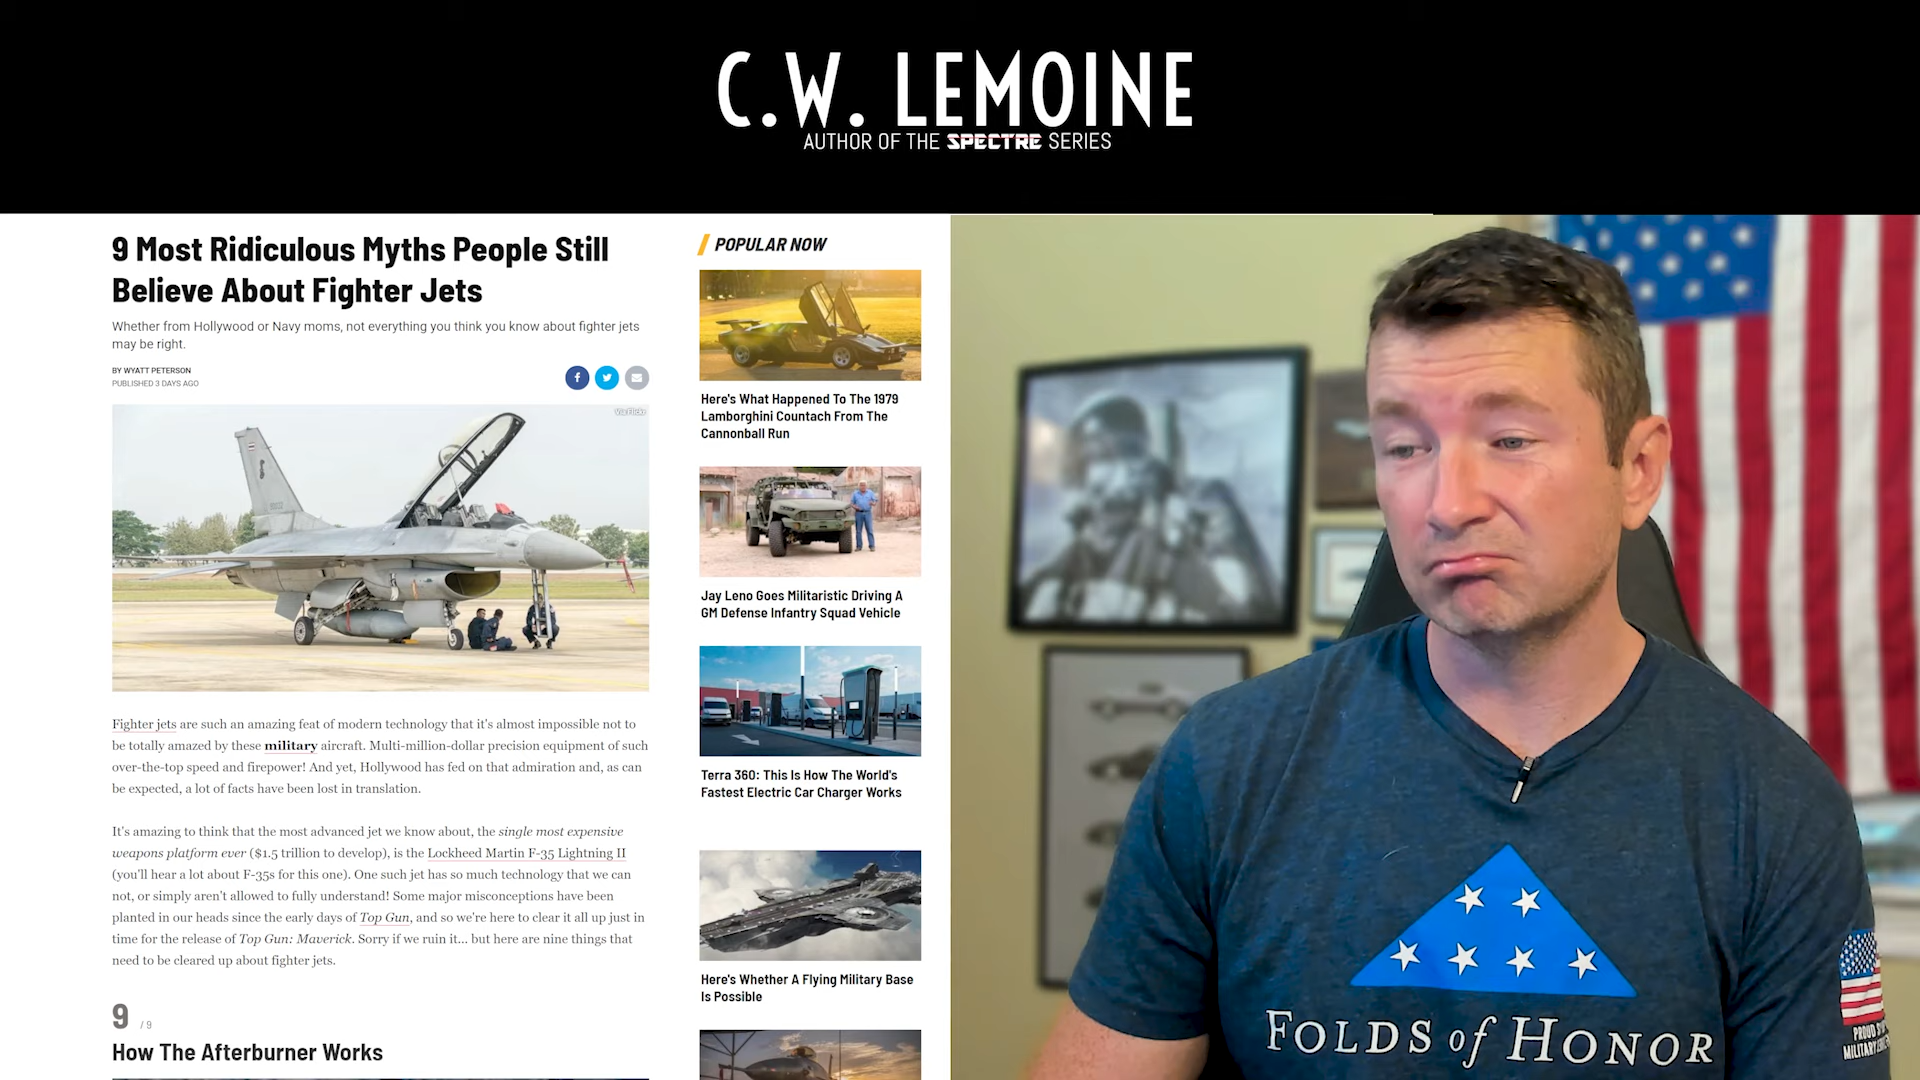 C.W. LEMOINE
AUTHOR OF THE SPECTRE SERIES
9 Most Ridiculous Myths People Still
Believe About Fighter Jets
Whether from Hollywood or Navy moms, not everything you think you know about fighter jets
may be right.
BY WYATT PETERSON
PUBLISHED 3 DAYS AGO
Via Flickr
Fighter jets are such an amazing feat of modern technology that it's almost impossible not to
be totally amazed by these military aircraft. Multi-million-dollar precision equipment of such
over-the-top speed and firepower! And yet, Hollywood has fed on that admiration and, as can
be expected, a lot of facts have been lost in translation.
It's amazing to think that the most advanced jet we know about, the single most expensive
weapons platform ever ($1.5 trillion to develop), is the Lockheed Martin F-35 Lightning II
(you'll hear a lot about F-35s for this one). One such jet has so much technology that we can
not, or simply aren't allowed to fully understand! Some major misconceptions have been
planted in our heads since the early days of Top Gun, and so we're here to clear it all up just in
time for the release of Top Gun: Maverick. Sorry if we ruin it... but here are nine things that
need to be cleared up about fighter jets.
9 / 9
How The Afterburner Works
POPULAR NOW
Here's What Happened To The 1979
Lamborghini Countach From The
Cannonball Run
Jay Leno Goes Militaristic Driving A
GM Defense Infantry Squad Vehicle
Terra 360: This Is How The World's
Fastest Electric Car Charger Works
Here's Whether A Flying Military Base
Is Possible
FOLDS of HONOR
PROUD
MILITARY